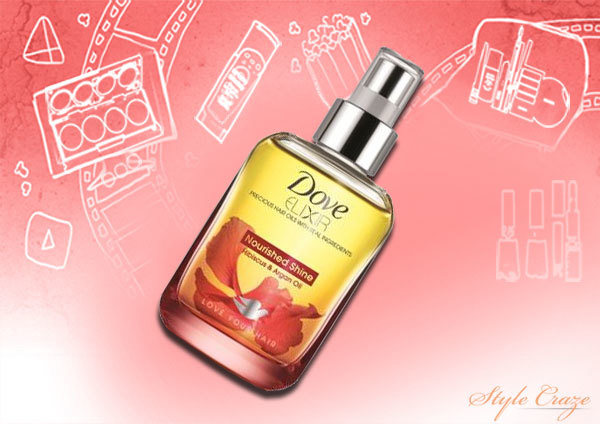 Dove
ELIXIR
PRECIOUS HAIR OILS WITH REAL INGREDIENTS
Nourished Shine
Hibiscus & Argan Oil
LOVE YOUR HAIR
Style Craze